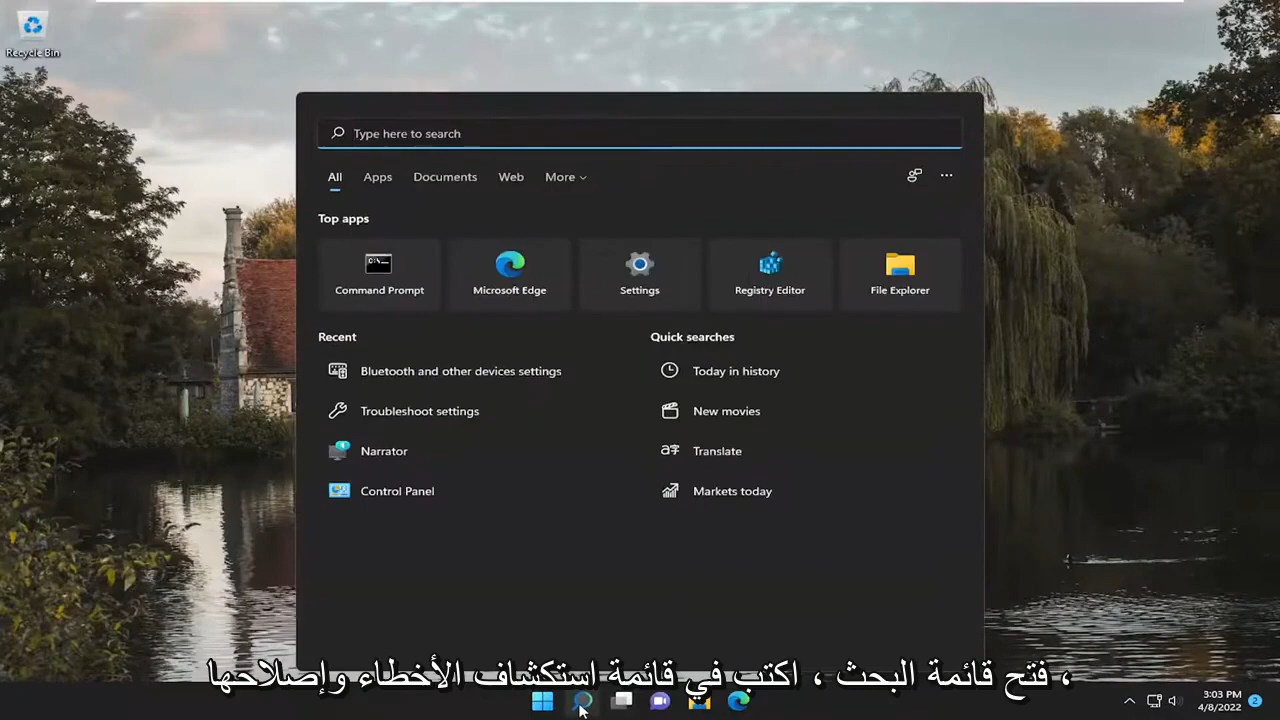 Recycle Bin
Type here to search
All Apps Documents Web More
Top apps
Command Prompt Microsoft Edge Settings Registry Editor File Explorer
Recent Quick searches
Bluetooth and other devices settings Today in history
Troubleshoot settings New movies
Narrator Translate
Control Panel Markets today
، فتح قائمة البحث ، اكتب في قائمة استكشاف الأخطاء وإصلاحها
3:03 PM
4/8/2022 2